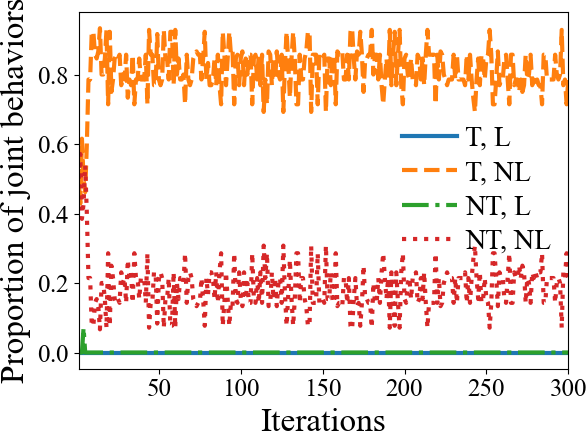 Proportion of joint behaviors
0.8
0.6
0.4
0.2
0.0
T, L
T, NL
NT, L
NT, NL
50
100
150
200
250
300
Iterations